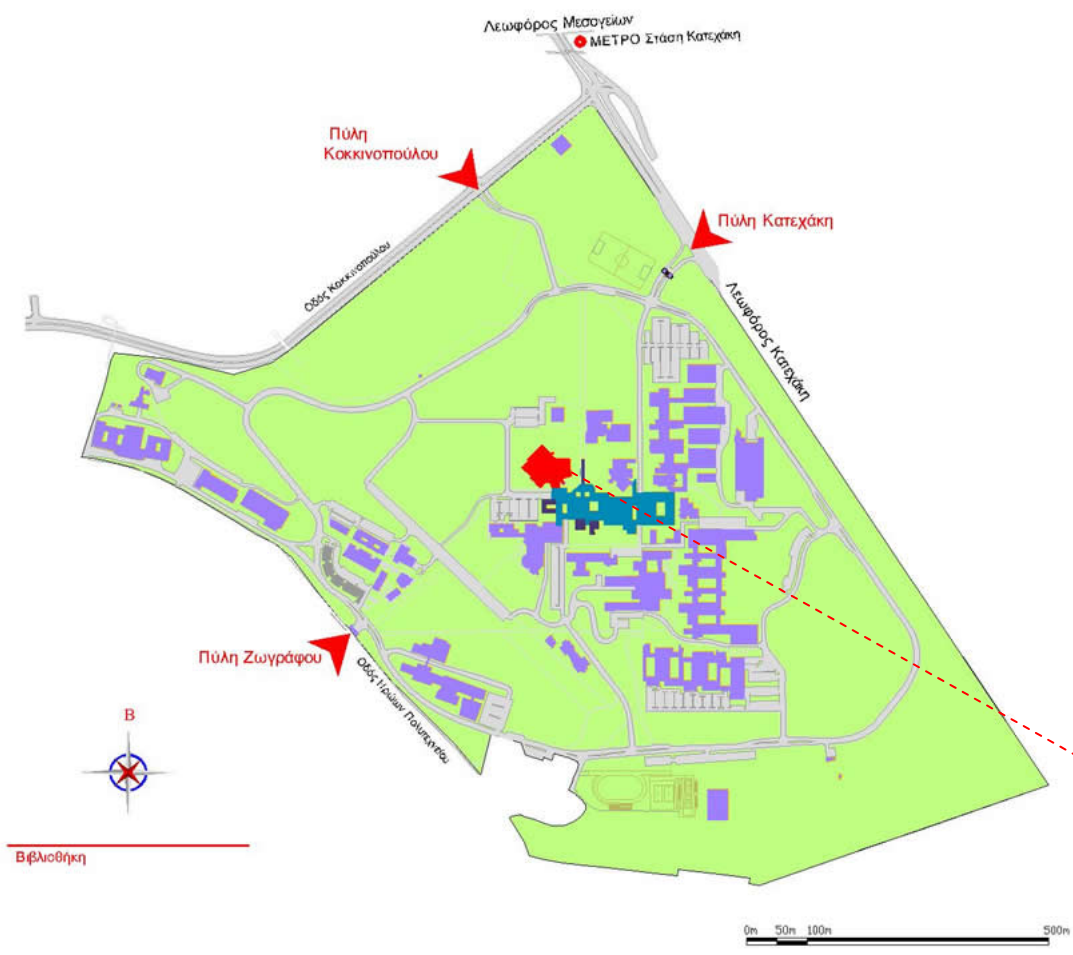 Λεωφόρος Μεσογείων
ΜΕΤΡΟ Στάση Κατεχάκη
Πύλη
Κοκκινοπούλου
Πύλη Κατεχάκη
Οδός Κοκκινοπούλου
Λεωφόρος Κατεχάκη
Πύλη Ζωγράφου
Οδός Ηρώων Πολυτεχνείου
Β
Βιβλιοθήκη
0m 50m 100m 500m